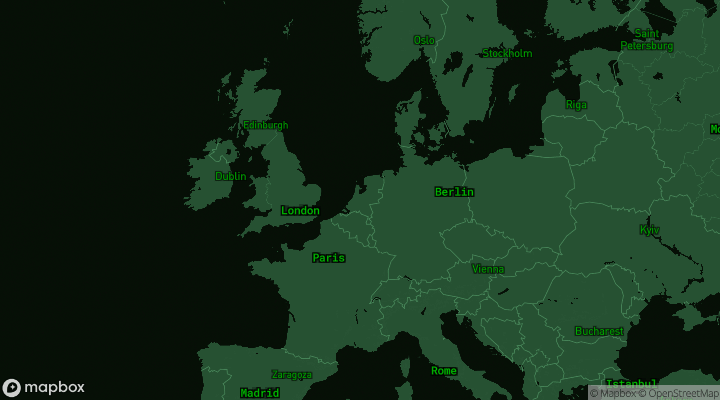 Oslo
Saint
Petersburg
Stockholm
Riga
Edinburgh
Mo
Dublin
Berlin
London
Kyiv
Paris
Vienna
Bucharest
Rome
Zaragoza
Istanbul
Madrid
mapbox
© Mapbox © OpenStreetMap